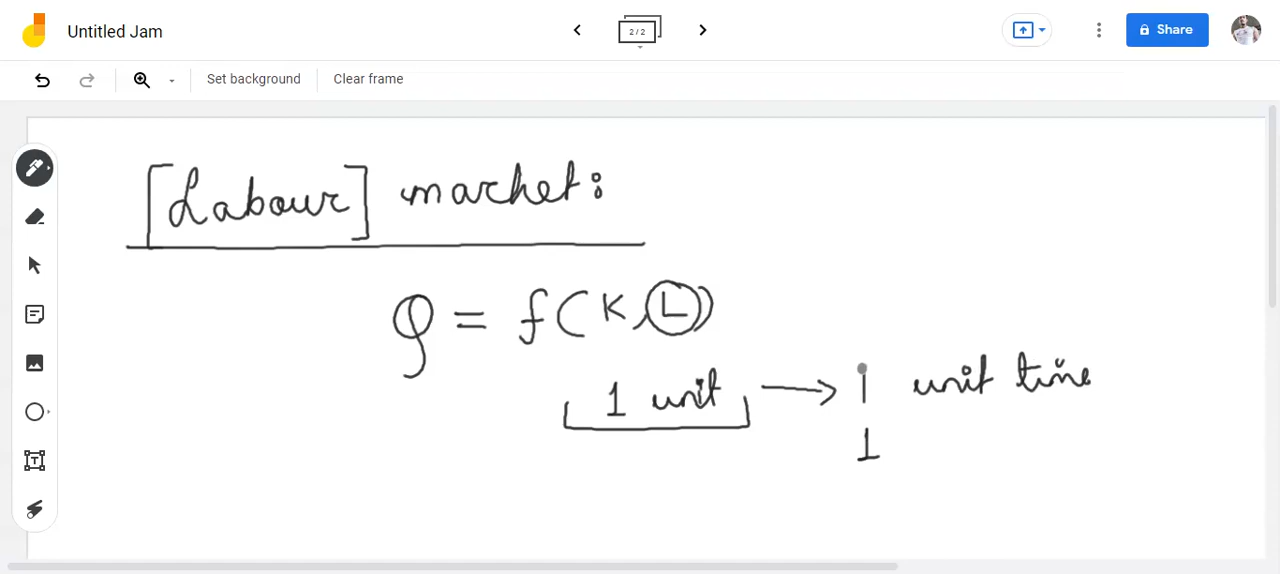 Untitled Jam
2/2
Share
Set background
Clear frame
[Labour] market:
Q = f(K, L)
1 unit → 1 unit time
1